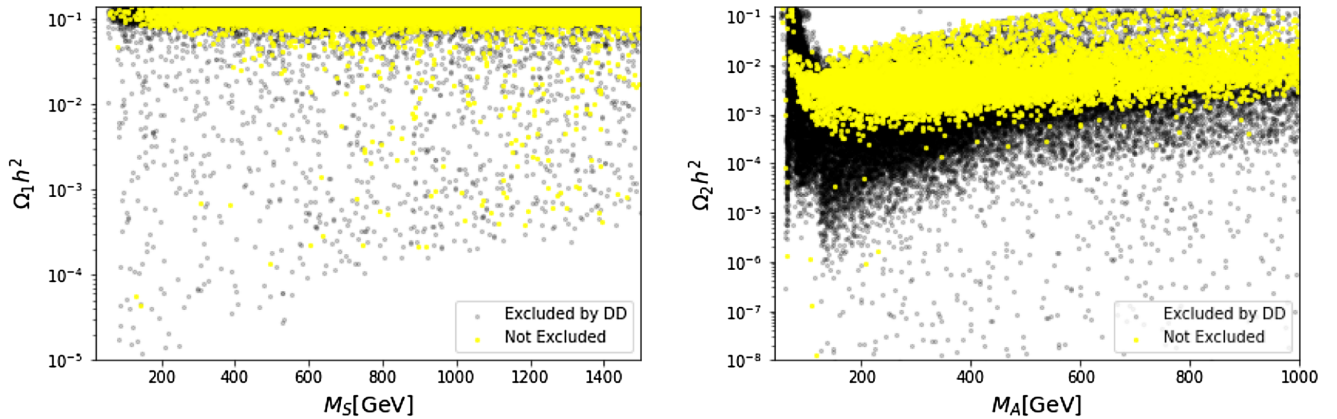 10⁻¹
10⁻²
10⁻³
10⁻⁴
10⁻⁵
Ω₁h²
200 400 600 800 1000 1200 1400
M_S[GeV]
Excluded by DD
Not Excluded
10⁻¹
10⁻²
10⁻³
10⁻⁴
10⁻⁵
10⁻⁶
10⁻⁷
10⁻⁸
Ω₂h²
200 400 600 800 1000
M_A[GeV]
Excluded by DD
Not Excluded